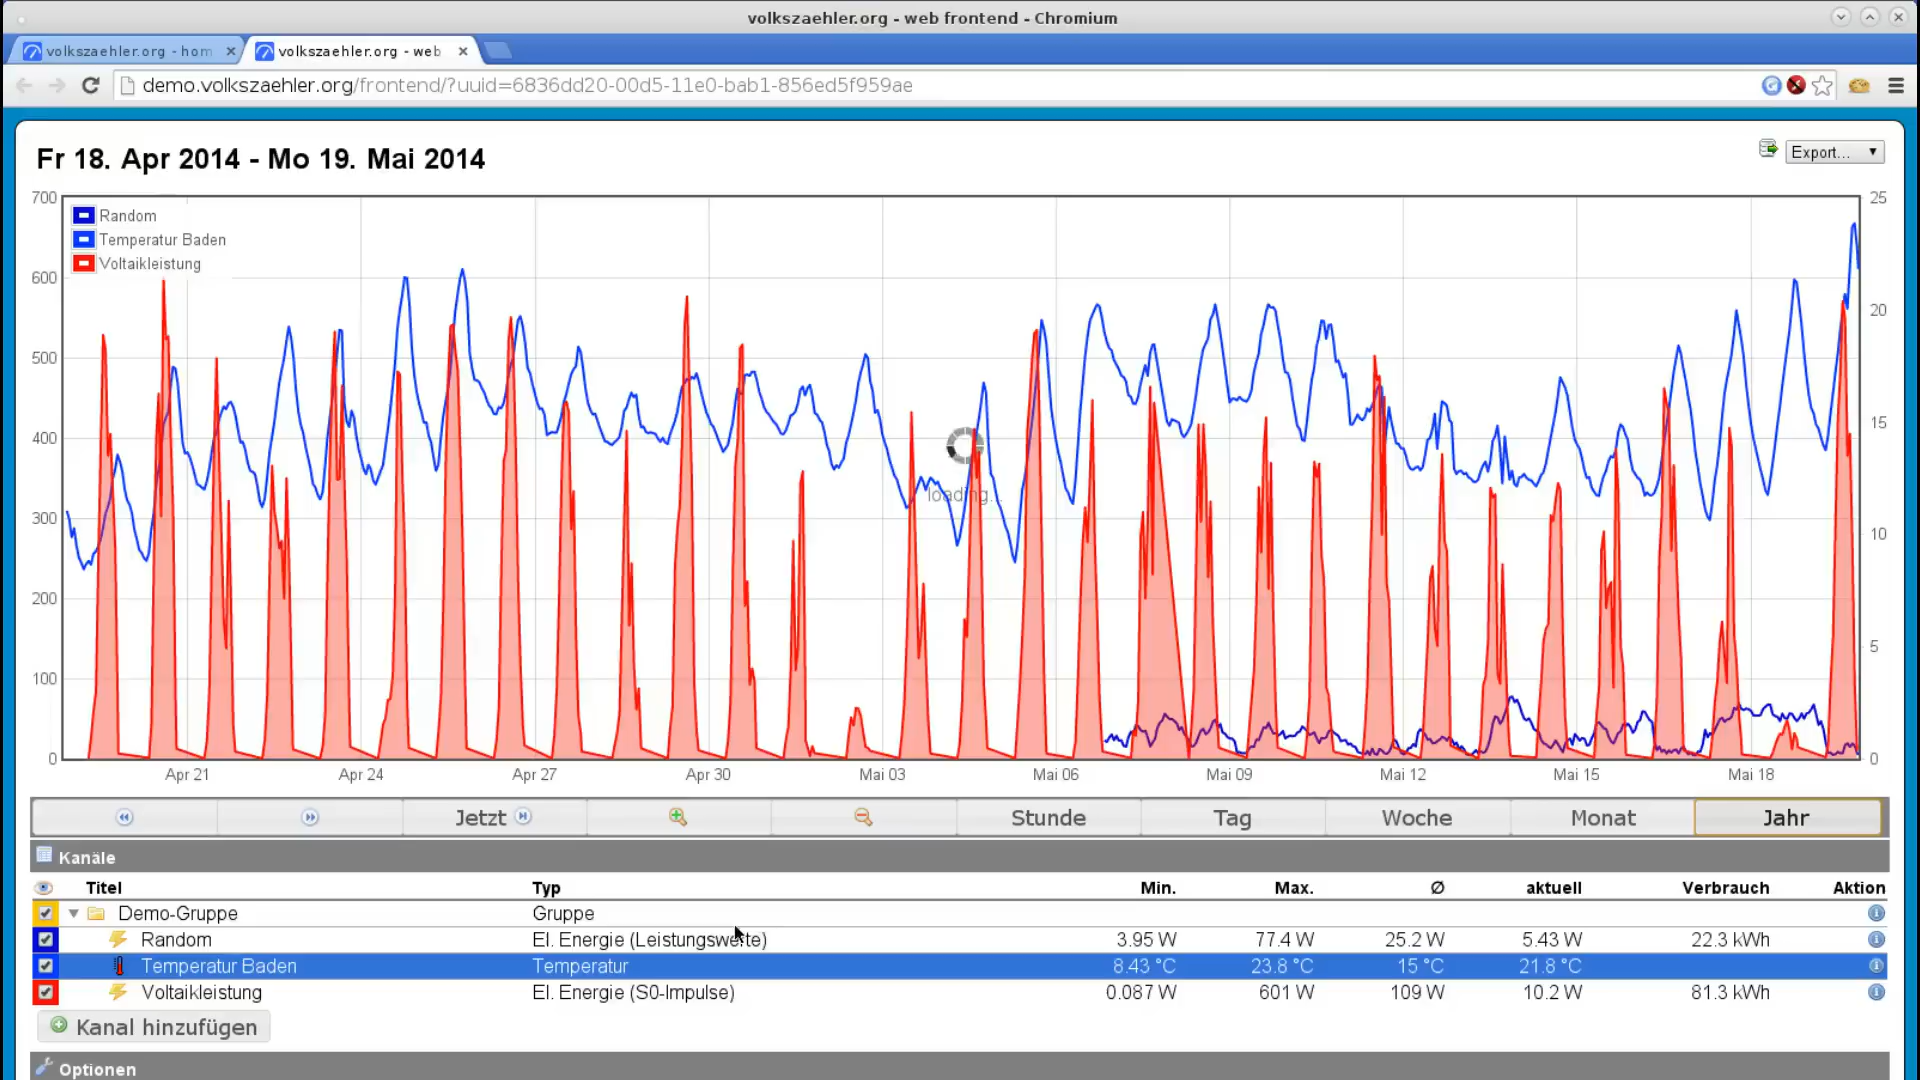 volkszaehler.org - web frontend - Chromium
volkszaehler.org - hom
volkszaehler.org - web
demo.volkszaehler.org/frontend/?uuid=6836dd20-00d5-11e0-bab1-856ed5f959ae
Fr 18. Apr 2014 - Mo 19. Mai 2014
Export...
Random
Temperatur Baden
Voltaikleistung
700
600
500
400
300
200
100
0
25
20
15
10
5
0
loading...
Apr 21 Apr 24 Apr 27 Apr 30 Mai 03 Mai 06 Mai 09 Mai 12 Mai 15 Mai 18
Jetzt Stunde Tag Woche Monat Jahr
Kanäle
Titel Typ Min. Max. Ø aktuell Verbrauch Aktion
Demo-Gruppe Gruppe
Random El. Energie (Leistungswerte) 3.95 W 77.4 W 25.2 W 5.43 W 22.3 kWh
Temperatur Baden Temperatur 8.43 °C 23.8 °C 15 °C 21.8 °C
Voltaikleistung El. Energie (S0-Impulse) 0.087 W 601 W 109 W 10.2 W 81.3 kWh
Kanal hinzufügen
Optionen